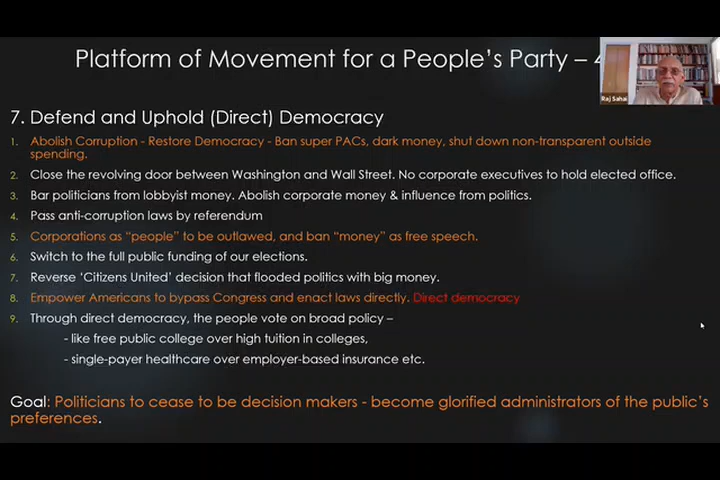 Platform of Movement for a People's Party – 4
Raj Sahai
7. Defend and Uphold (Direct) Democracy
1. Abolish Corruption - Restore Democracy - Ban super PACs, dark money, shut down non-transparent outside
spending.
2. Close the revolving door between Washington and Wall Street. No corporate executives to hold elected office.
3. Bar politicians from lobbyist money. Abolish corporate money & influence from politics.
4. Pass anti-corruption laws by referendum
5. Corporations as “people” to be outlawed, and ban “money” as free speech.
6. Switch to the full public funding of our elections.
7. Reverse ‘Citizens United’ decision that flooded politics with big money.
8. Empower Americans to bypass Congress and enact laws directly. Direct democracy
9. Through direct democracy, the people vote on broad policy –
- like free public college over high tuition in colleges,
- single-payer healthcare over employer-based insurance etc.
Goal: Politicians to cease to be decision makers - become glorified administrators of the public’s
preferences.